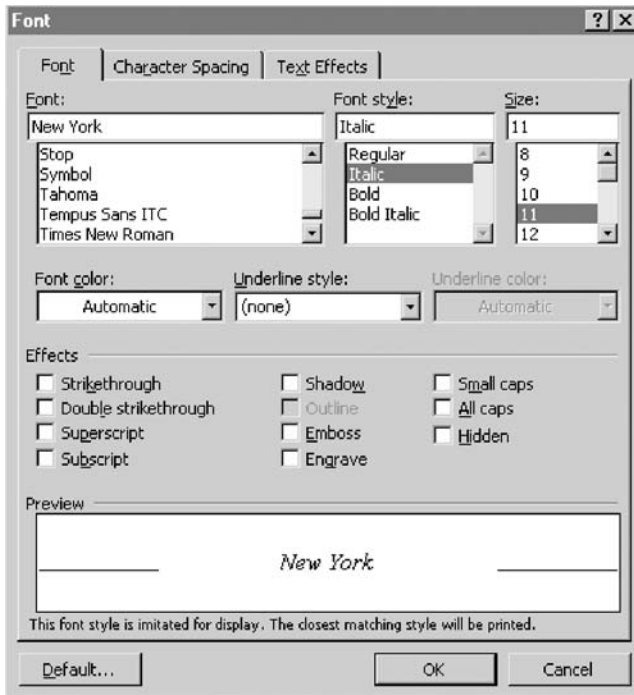 Font ? X
Font Character Spacing Text Effects
Font: Font style: Size:
New York Italic 11
Stop Regular 8
Symbol Italic 9
Tahoma Bold 10
Tempus Sans ITC Bold Italic 11
Times New Roman 12
Font color: Underline style: Underline color:
Automatic (none) Automatic
Effects
Strikethrough Shadow Small caps
Double strikethrough Outline All caps
Superscript Emboss Hidden
Subscript Engrave
Preview
New York
This font style is imitated for display. The closest matching style will be printed.
Default... OK Cancel